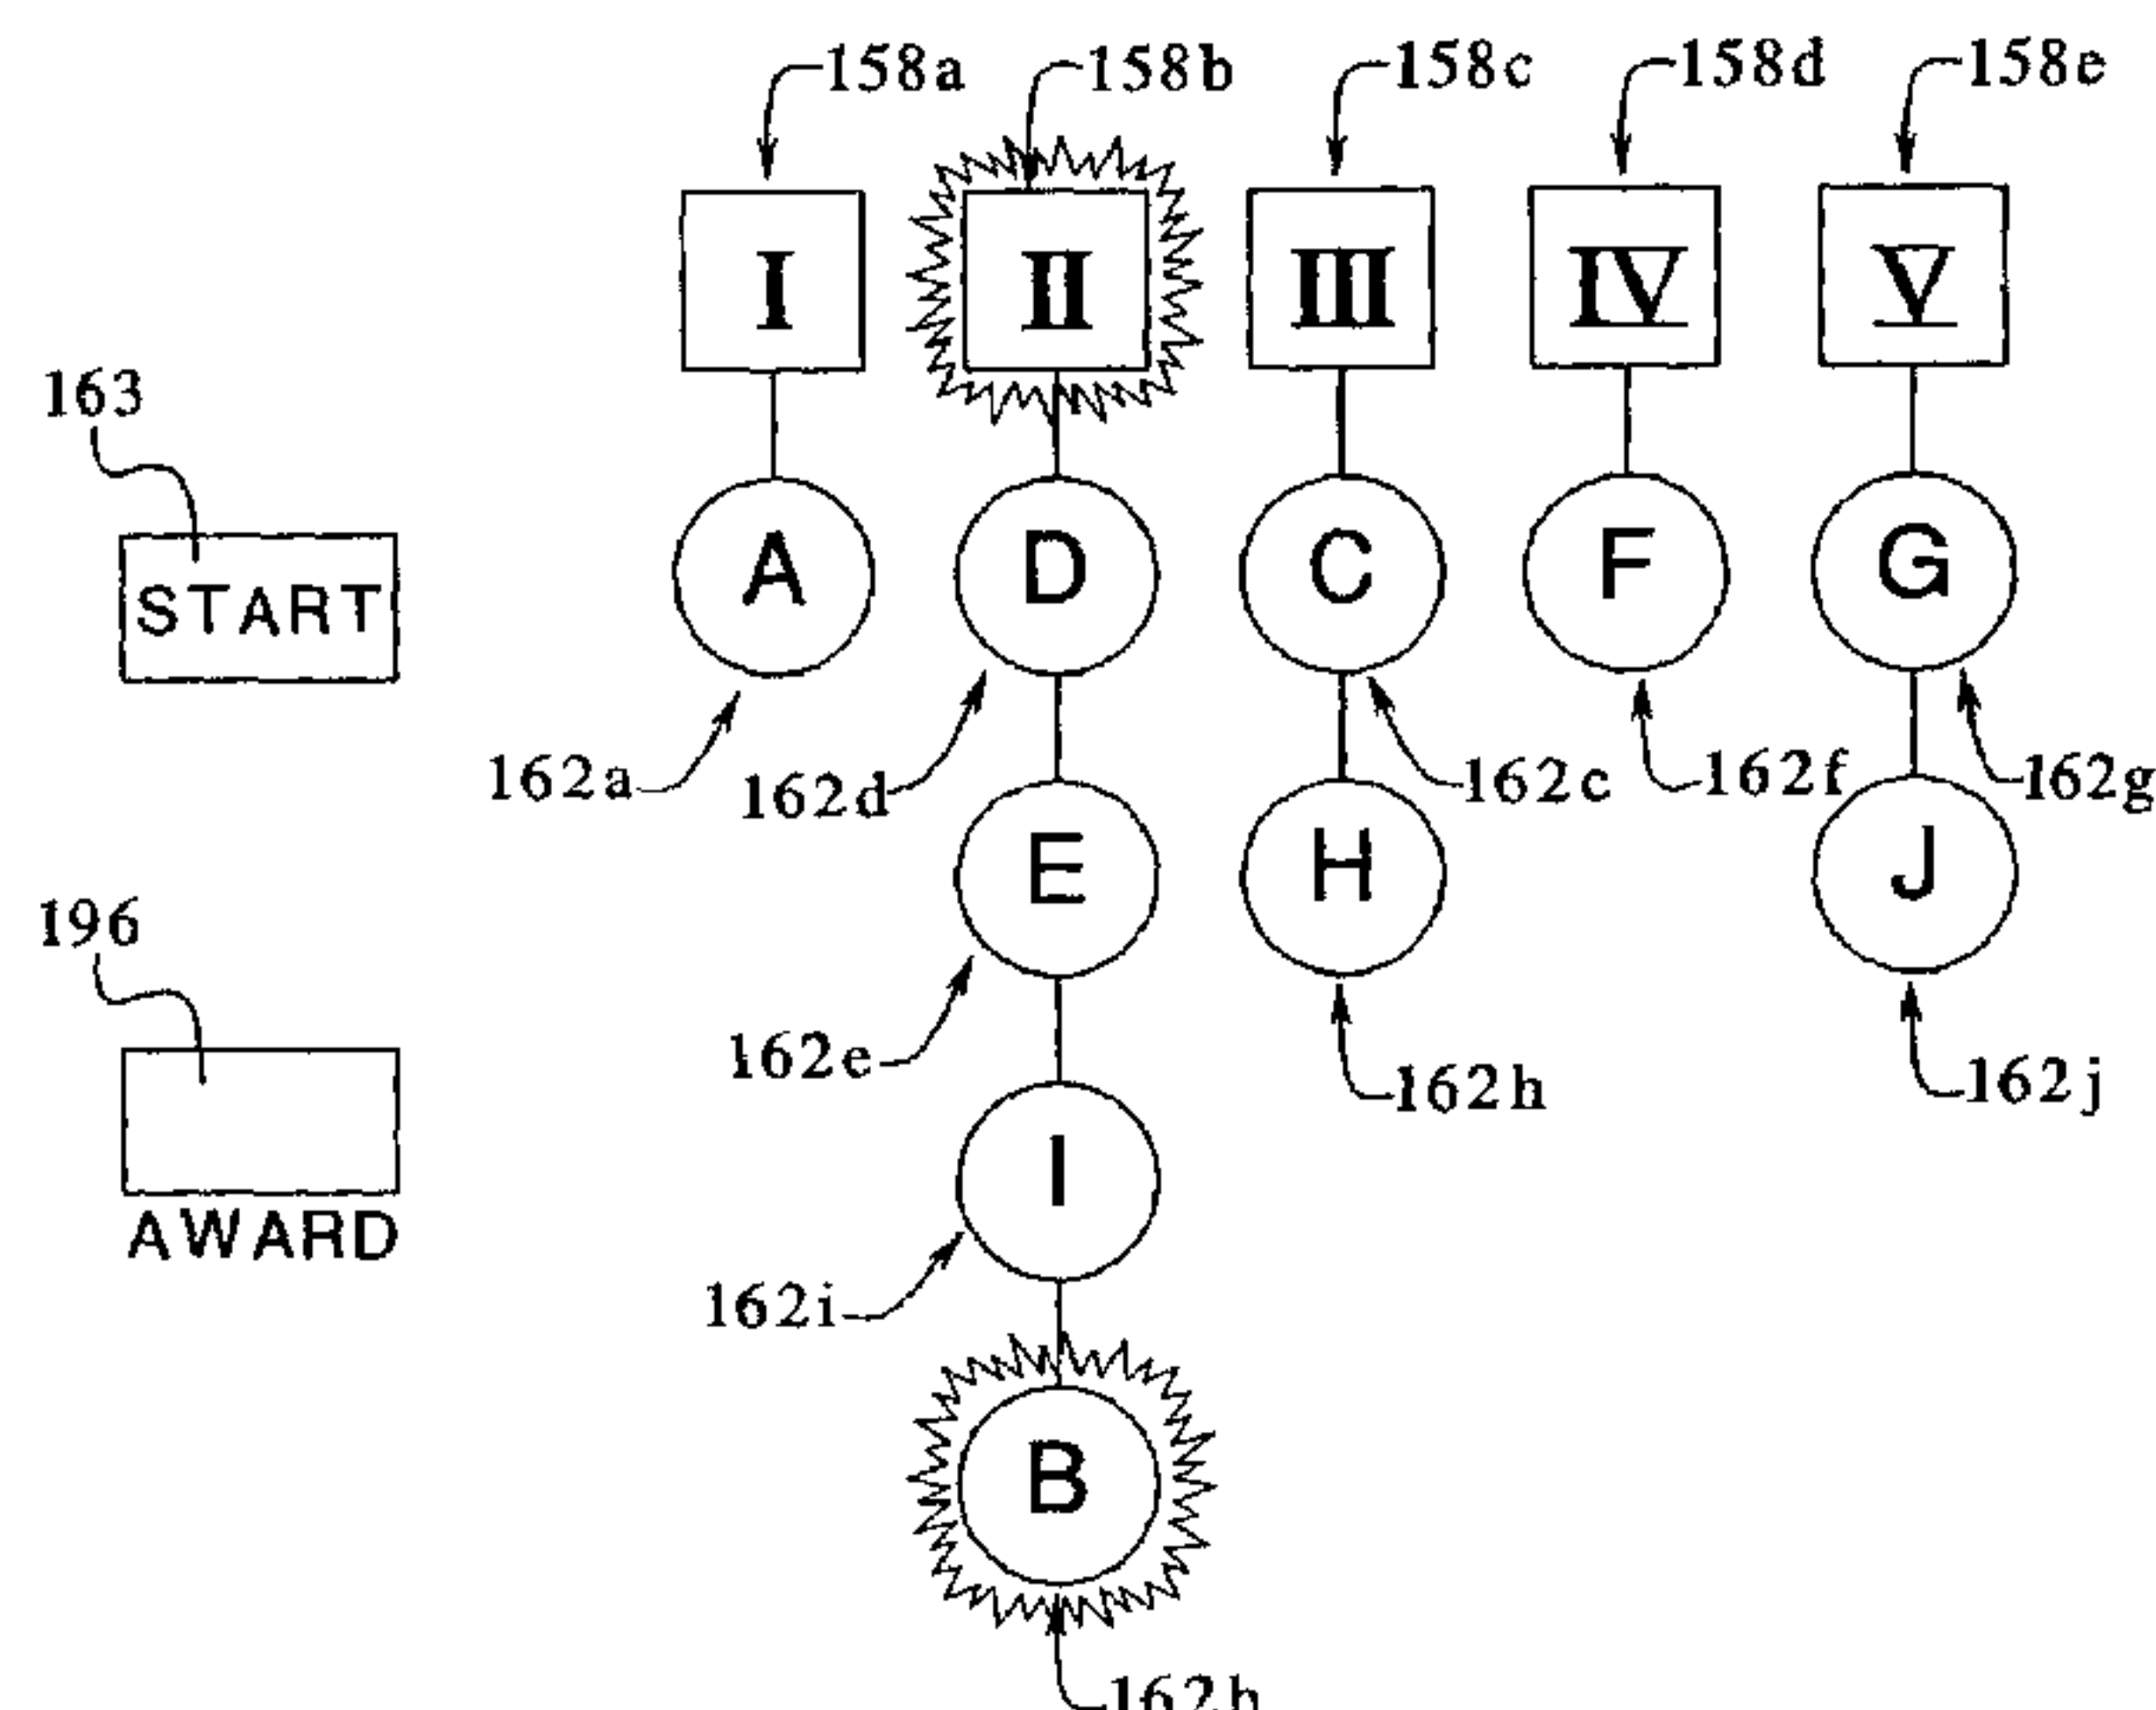 158a 158b 158c 158d 158e
I II III IV V
163
START
A D C F G
162a 162d 162c 162f 162g
E H J
196
162e 162h 162j
I
AWARD
162i
B